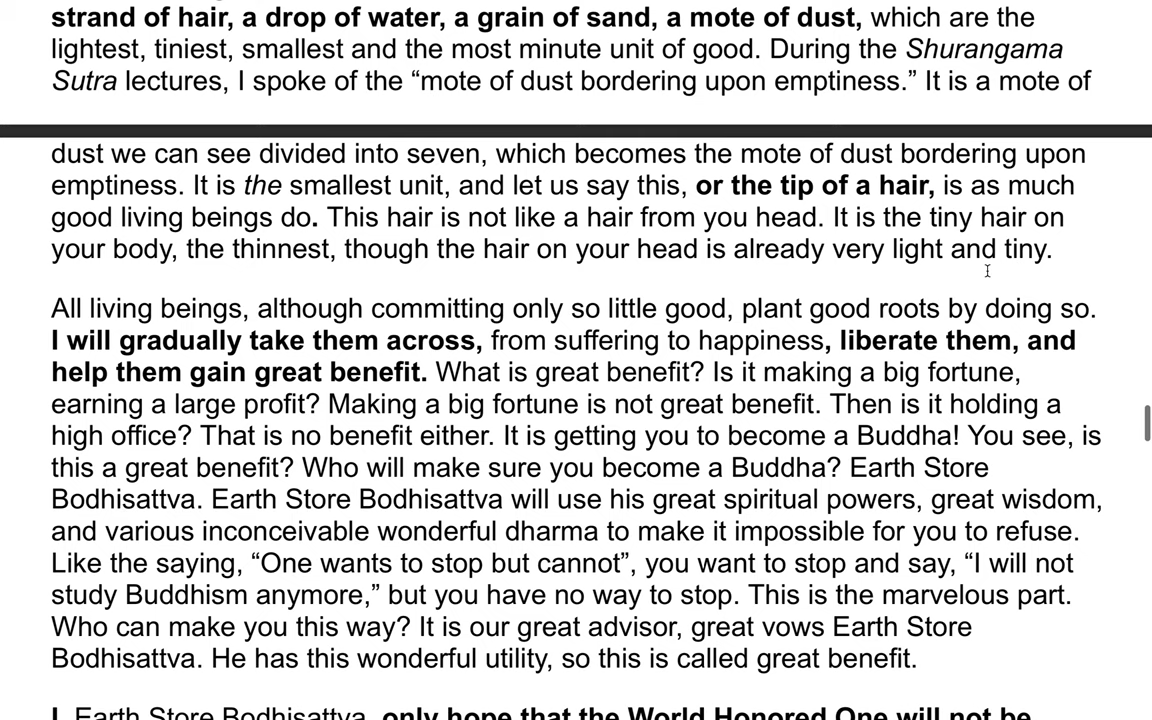 strand of hair, a drop of water, a grain of sand, a mote of dust, which are the
lightest, tiniest, smallest and the most minute unit of good. During the Shurangama
Sutra lectures, I spoke of the “mote of dust bordering upon emptiness.” It is a mote of
dust we can see divided into seven, which becomes the mote of dust bordering upon
emptiness. It is the smallest unit, and let us say this, or the tip of a hair, is as much
good living beings do. This hair is not like a hair from you head. It is the tiny hair on
your body, the thinnest, though the hair on your head is already very light and tiny.
All living beings, although committing only so little good, plant good roots by doing so.
I will gradually take them across, from suffering to happiness, liberate them, and
help them gain great benefit. What is great benefit? Is it making a big fortune,
earning a large profit? Making a big fortune is not great benefit. Then is it holding a
high office? That is no benefit either. It is getting you to become a Buddha! You see, is
this a great benefit? Who will make sure you become a Buddha? Earth Store
Bodhisattva. Earth Store Bodhisattva will use his great spiritual powers, great wisdom,
and various inconceivable wonderful dharma to make it impossible for you to refuse.
Like the saying, “One wants to stop but cannot”, you want to stop and say, “I will not
study Buddhism anymore,” but you have no way to stop. This is the marvelous part.
Who can make you this way? It is our great advisor, great vows Earth Store
Bodhisattva. He has this wonderful utility, so this is called great benefit.
I, Earth Store Bodhisattva, only hope that the World Honored One will not be